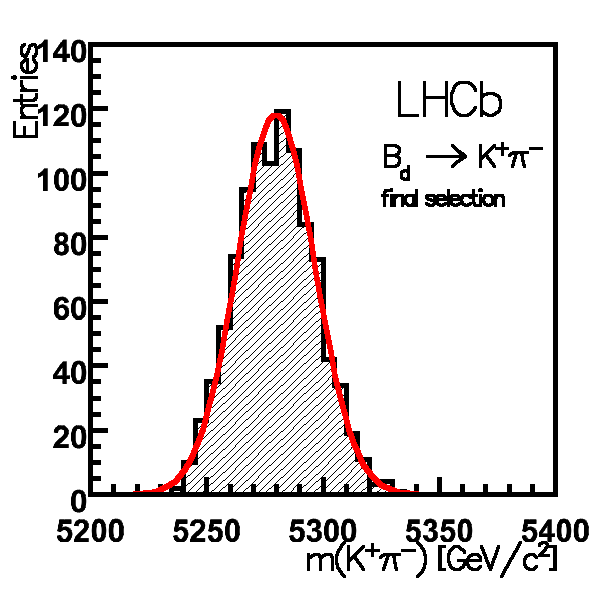 Entries
140
120
100
80
60
40
20
0
LHCb
B_d → K⁺π⁻
final selection
5200 5250 5300 5350 5400
m(K⁺π⁻) [GeV/c²]